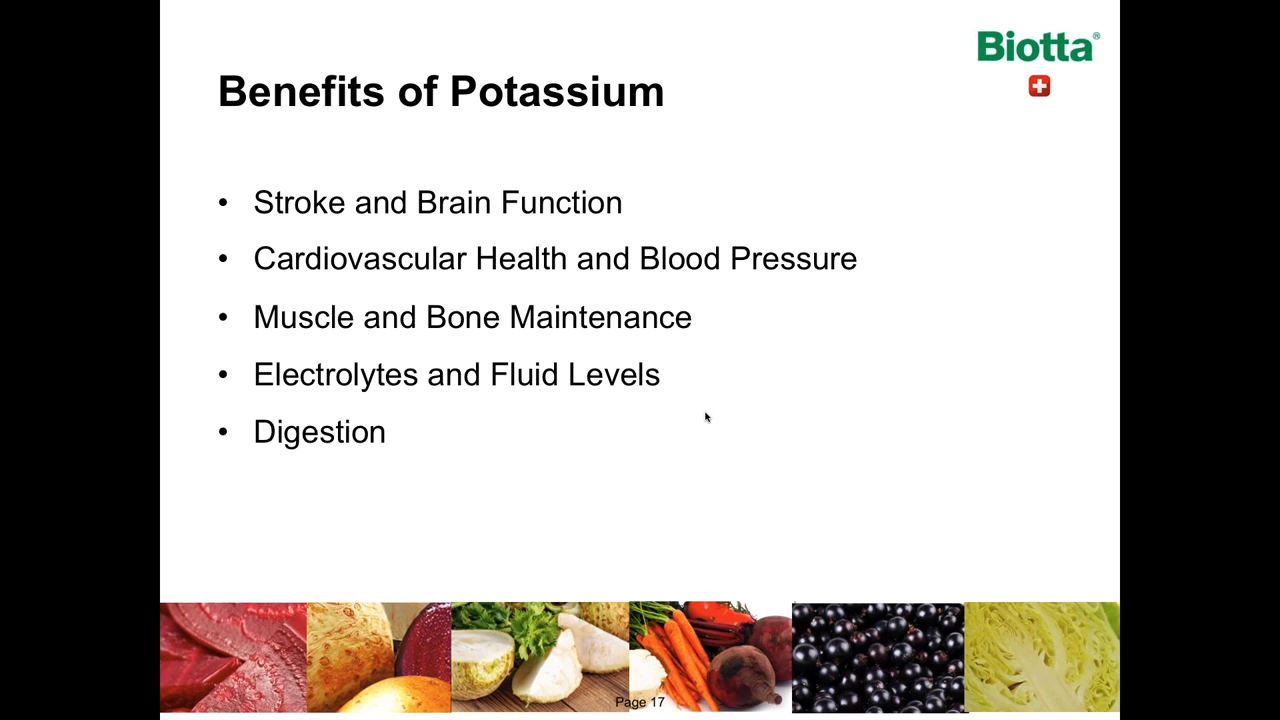 Biotta®
Benefits of Potassium
• Stroke and Brain Function
• Cardiovascular Health and Blood Pressure
• Muscle and Bone Maintenance
• Electrolytes and Fluid Levels
• Digestion
Page 17